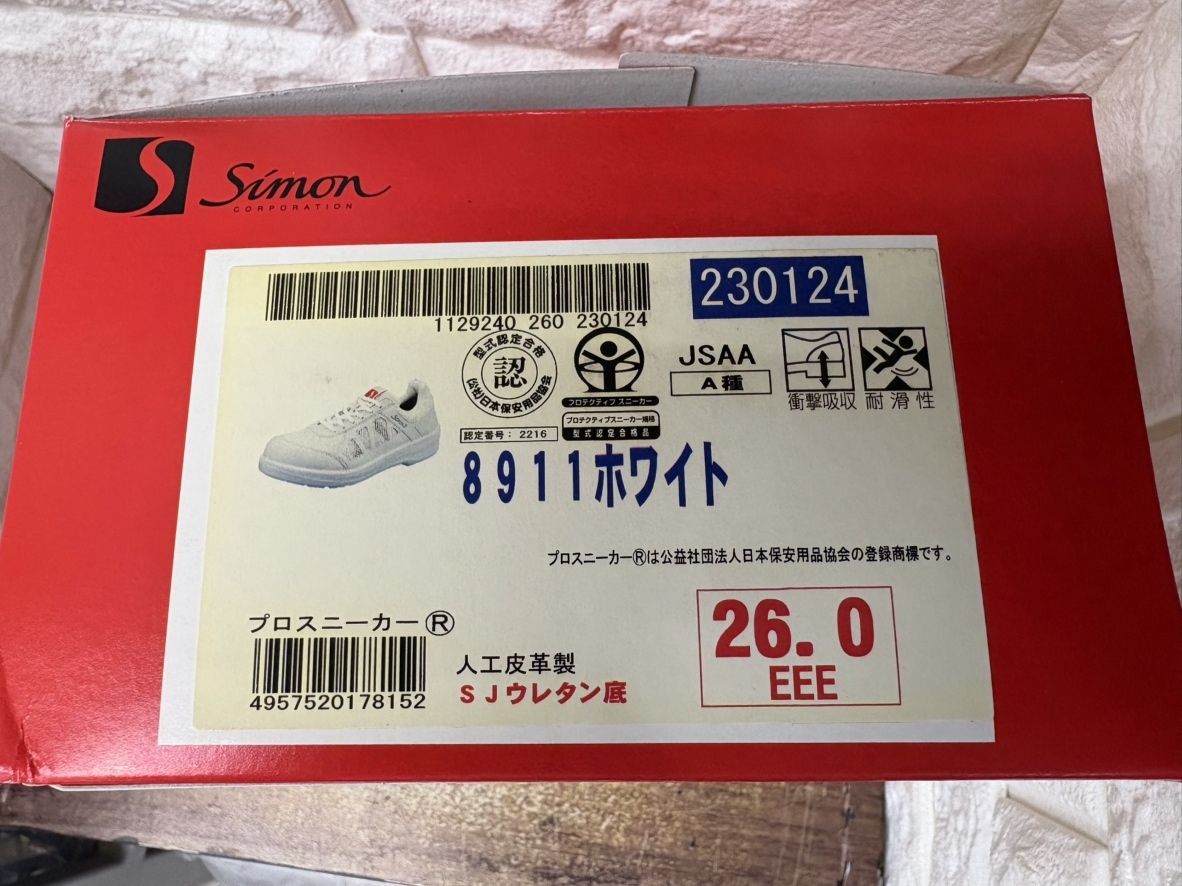 Simon
CORPORATION
230124
1129240 260 230124
型式認定合格
認
(公社)日本保安用品協会
認定番号: 2216
プロテクティブ スニーカー
プロテクティブスニーカー規格
型式認定合格品
JSAA
A種
衝撃吸収
耐滑性
8911ホワイト
プロスニーカー®は公益社団法人日本保安用品協会の登録商標です。
プロスニーカー®
4957520178152
人工皮革製
SJウレタン底
26.0
EEE